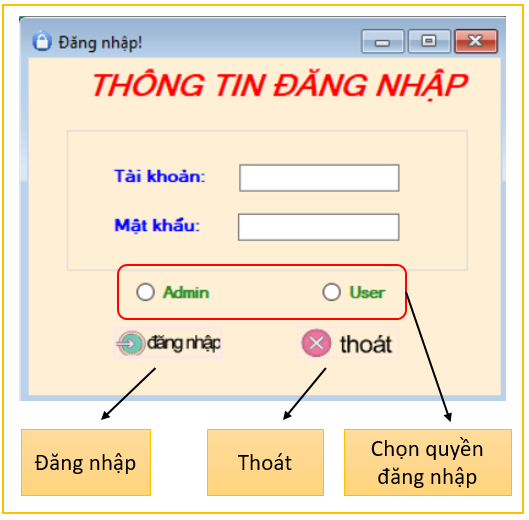 Đăng nhập!
THÔNG TIN ĐĂNG NHẬP
Tài khoản:
Mật khẩu:
Admin
User
đăng nhập
thoát
Đăng nhập
Thoát
Chọn quyền
đăng nhập